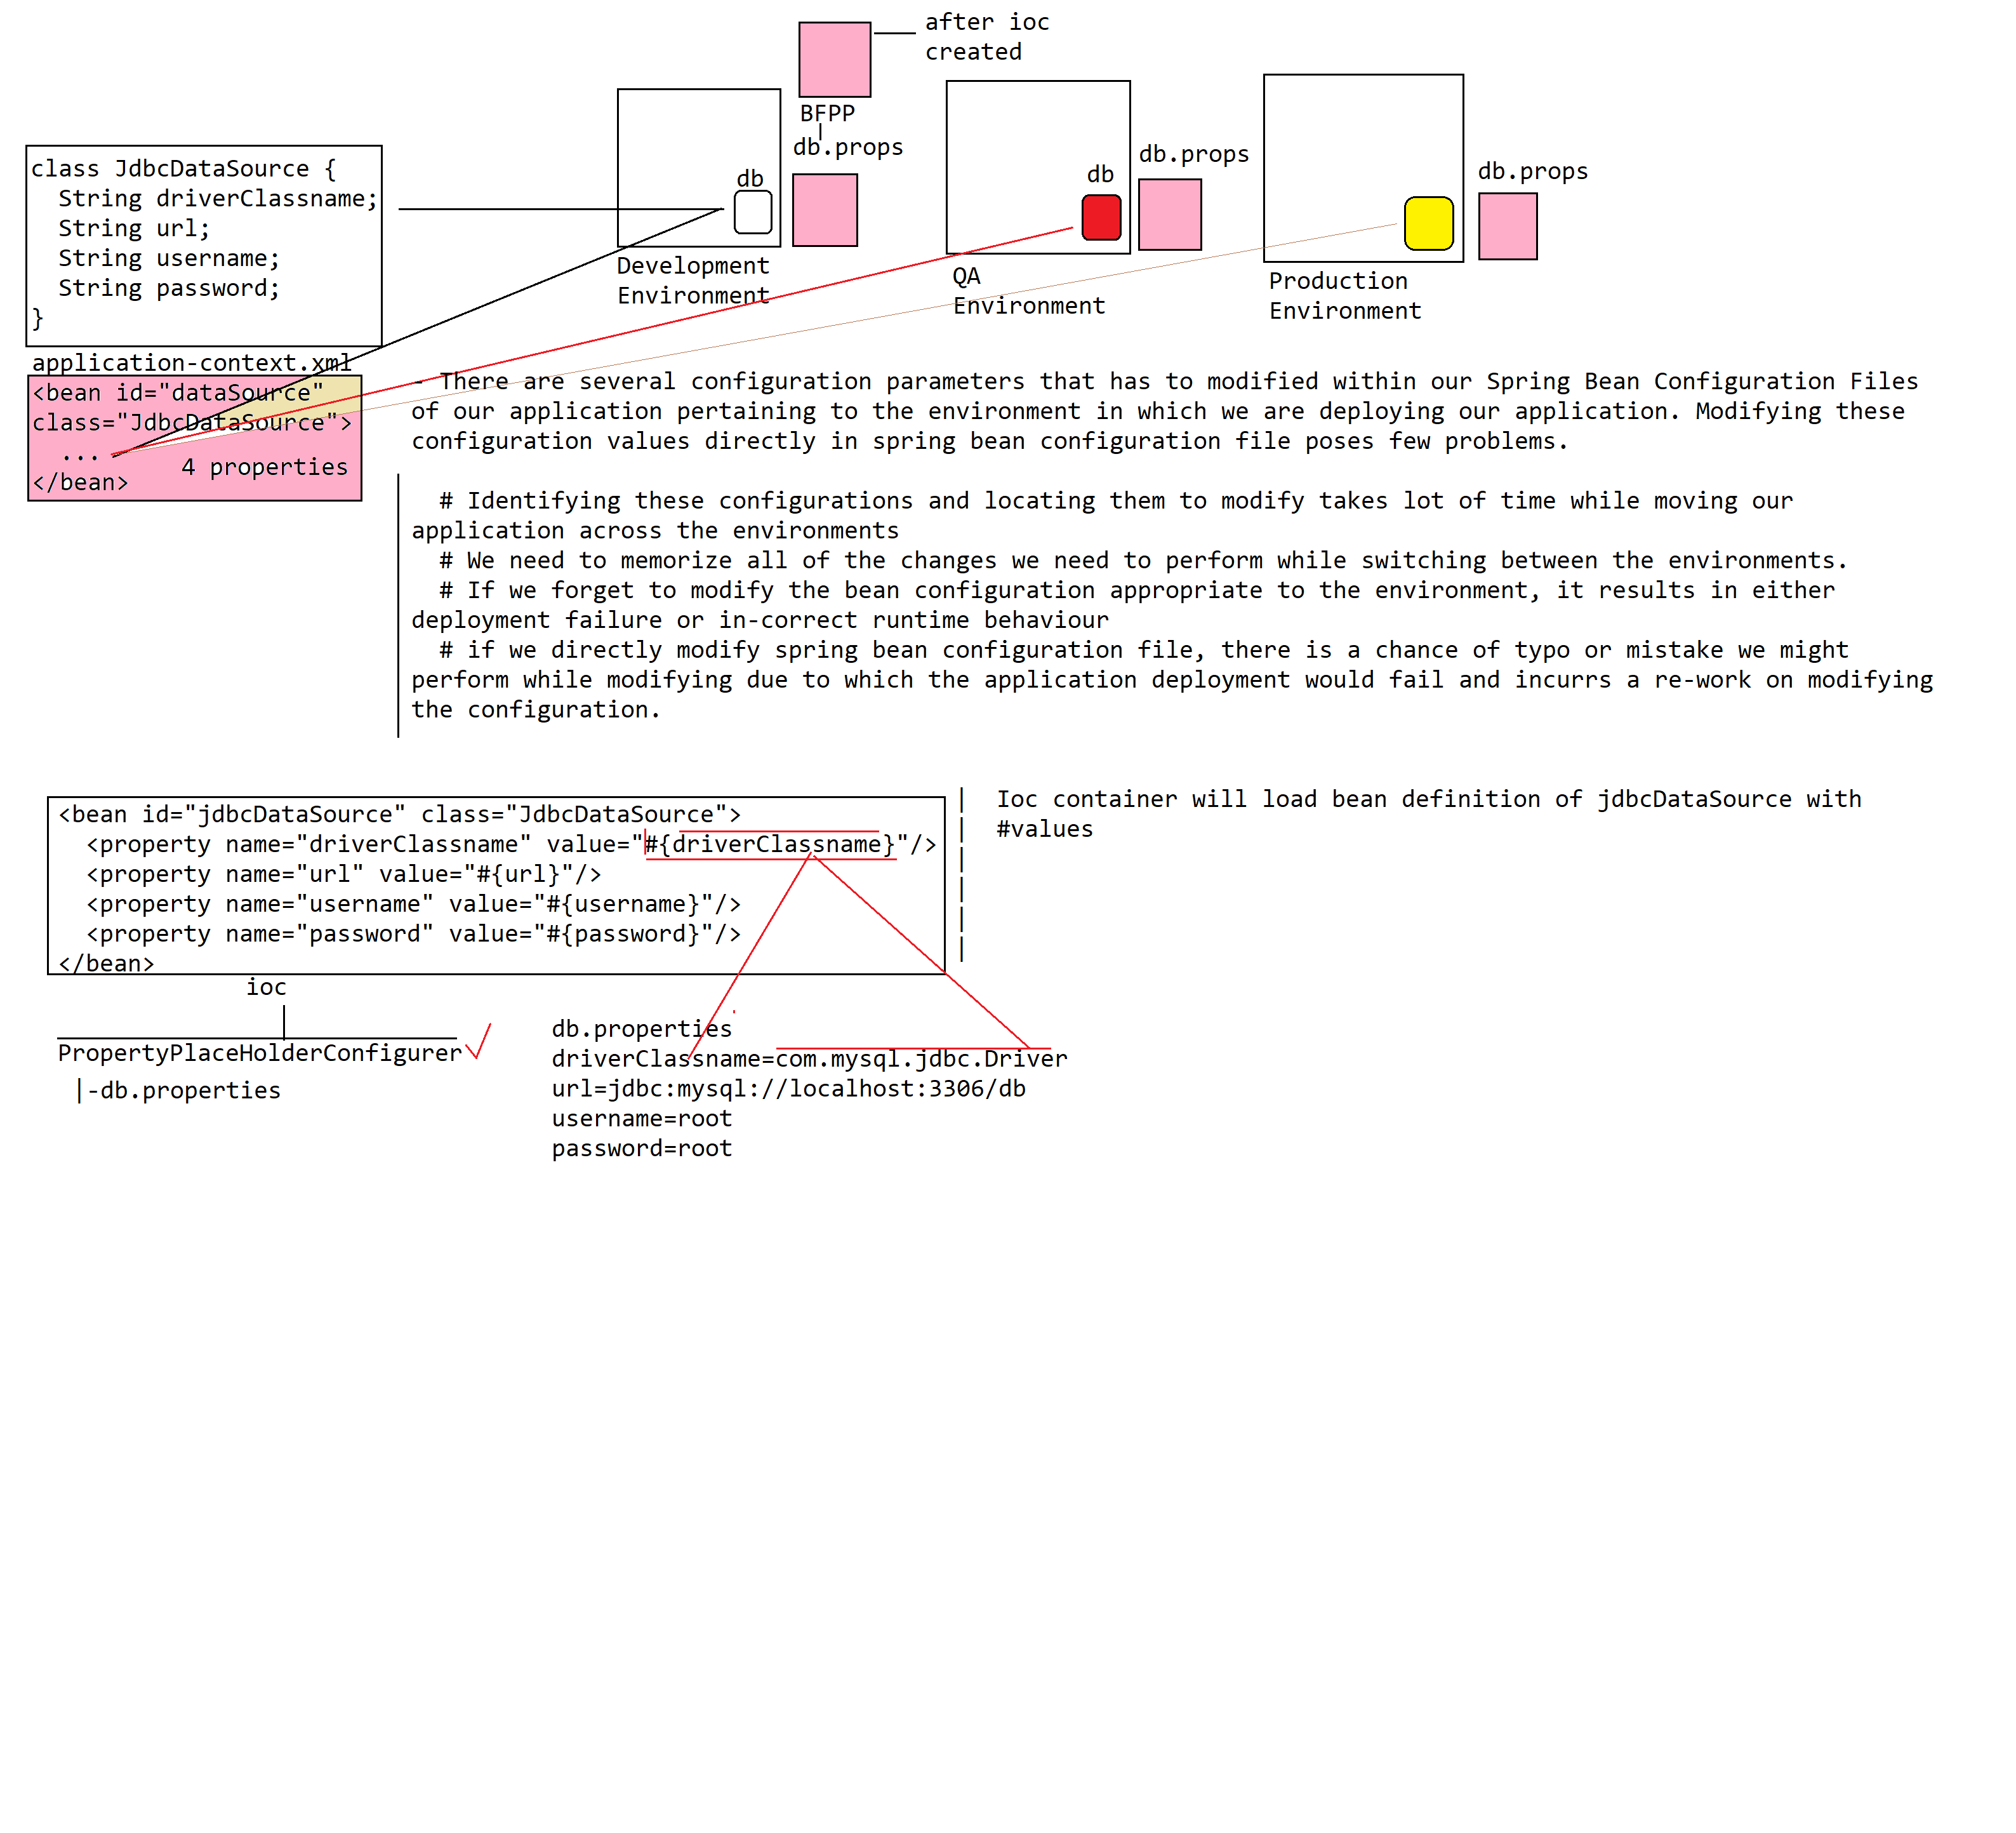 after ioc
created
BFPP
db.props
db
Development
Environment
db.props
db
QA
Environment
db.props
Production
Environment
class JdbcDataSource {
  String driverClassname;
  String url;
  String username;
  String password;
}
application-context.xml
<bean id="dataSource"
class="JdbcDataSource">
  ...
4 properties
</bean>
- There are several configuration parameters that has to modified within our Spring Bean Configuration Files
of our application pertaining to the environment in which we are deploying our application. Modifying these
configuration values directly in spring bean configuration file poses few problems.
  # Identifying these configurations and locating them to modify takes lot of time while moving our
application across the environments
  # We need to memorize all of the changes we need to perform while switching between the environments.
  # If we forget to modify the bean configuration appropriate to the environment, it results in either
deployment failure or in-correct runtime behaviour
  # if we directly modify spring bean configuration file, there is a chance of typo or mistake we might
perform while modifying due to which the application deployment would fail and incurrs a re-work on modifying
the configuration.
<bean id="jdbcDataSource" class="JdbcDataSource">
  <property name="driverClassname" value="#{driverClassname}"/>
  <property name="url" value="#{url}"/>
  <property name="username" value="#{username}"/>
  <property name="password" value="#{password}"/>
</bean>
| Ioc container will load bean definition of jdbcDataSource with
| #values
|
|
|
|
ioc
PropertyPlaceHolderConfigurer
|-db.properties
db.properties
driverClassname=com.mysql.jdbc.Driver
url=jdbc:mysql://localhost:3306/db
username=root
password=root